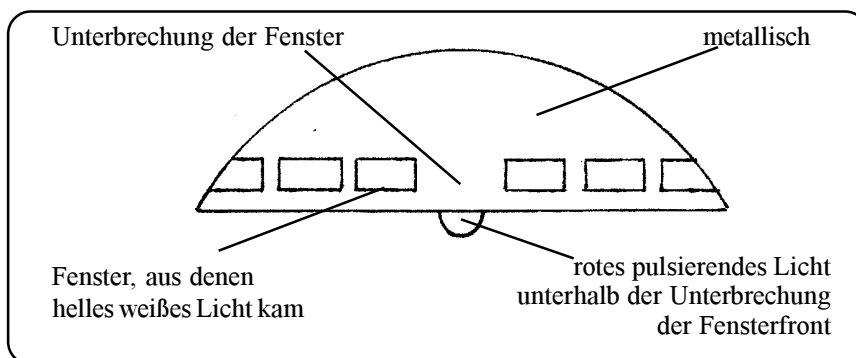 Unterbrechung der Fenster
metallisch
Fenster, aus denen
helles weißes Licht kam
rotes pulsierendes Licht
unterhalb der Unterbrechung
der Fensterfront